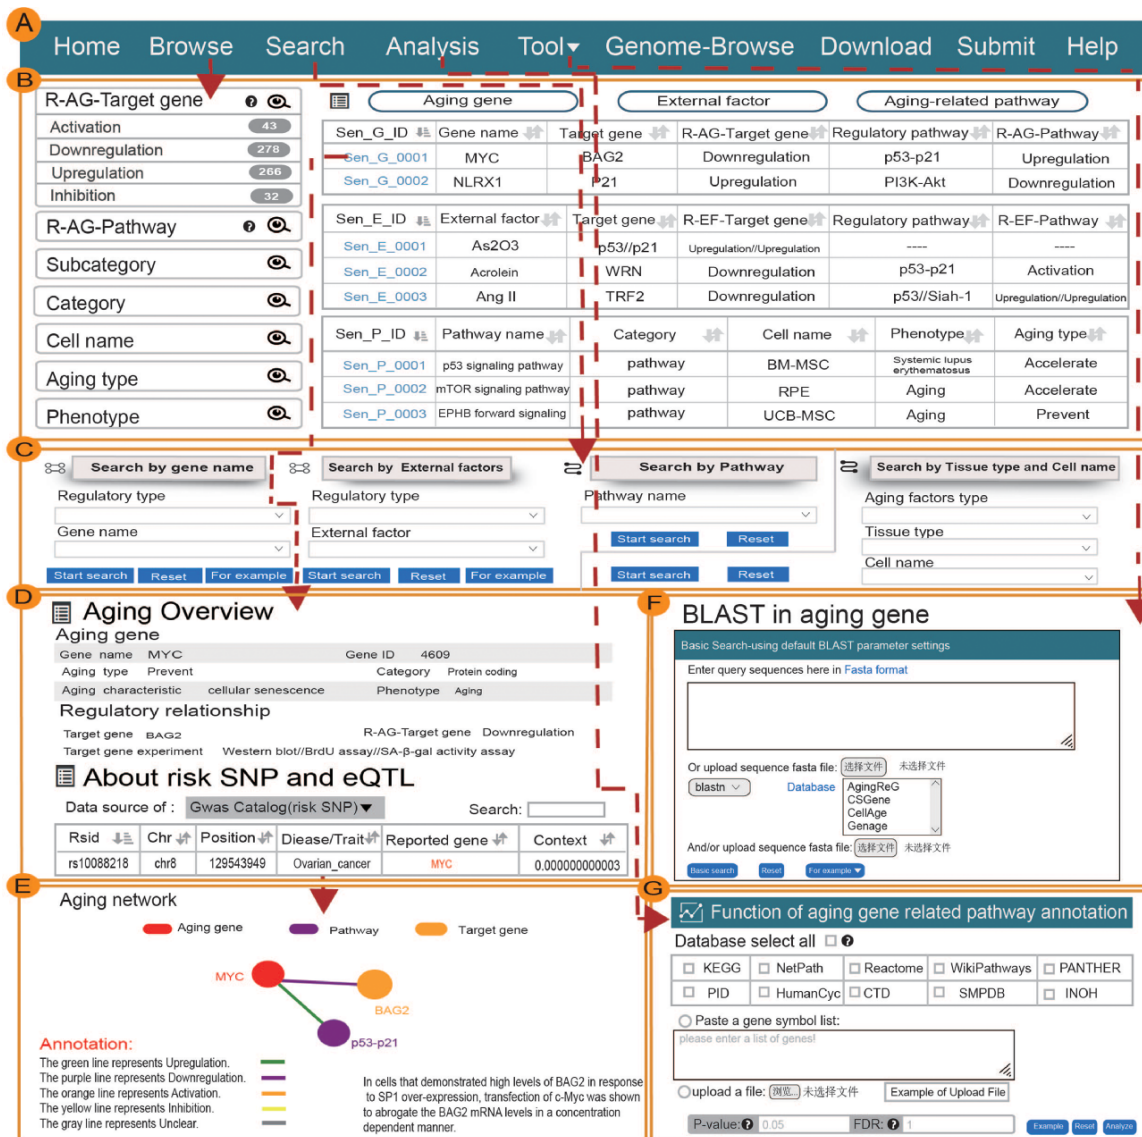 A
Home Browse Search Analysis Tool Genome-Browse Download Submit Help
B
R-AG-Target gene ?
Activation 43
Downregulation 278
Upregulation 266
Inhibition 32
R-AG-Pathway ?
Subcategory
Category
Cell name
Aging type
Phenotype
Aging gene External factor Aging-related pathway
Sen_G_ID Gene name Target gene R-AG-Target gene Regulatory pathway R-AG-Pathway
Sen_G_0001 MYC BAG2 Downregulation p53-p21 Upregulation
Sen_G_0002 NLRX1 P21 Upregulation PI3K-Akt Downregulation
Sen_E_ID External factor Target gene R-EF-Target gene Regulatory pathway R-EF-Pathway
Sen_E_0001 As2O3 p53//p21 Upregulation//Upregulation ---- ----
Sen_E_0002 Acrolein WRN Downregulation p53-p21 Activation
Sen_E_0003 Ang II TRF2 Downregulation p53//Siah-1 Upregulation//Upregulation
Sen_P_ID Pathway name Category Cell name Phenotype Aging type
Sen_P_0001 p53 signaling pathway pathway BM-MSC Systemic lupus erythematosus Accelerate
Sen_P_0002 mTOR signaling pathway pathway RPE Aging Accelerate
Sen_P_0003 EPHB forward signaling pathway UCB-MSC Aging Prevent
C
Search by gene name
Regulatory type
Gene name
Start search Reset For example
Search by External factors
Regulatory type
External factor
Start search Reset For example
Search by Pathway
Pathway name
Start search Reset
Start search Reset
Search by Tissue type and Cell name
Aging factors type
Tissue type
Cell name
D
Aging Overview
Aging gene
Gene name MYC Gene ID 4609
Aging type Prevent Category Protein coding
Aging characteristic cellular senescence Phenotype Aging
Regulatory relationship
Target gene BAG2 R-AG-Target gene Downregulation
Target gene experiment Western blot//BrdU assay//SA-β-gal activity assay
About risk SNP and eQTL
Data source of : Gwas Catalog(risk SNP) Search:
Rsid Chr Position Diease/Trait Reported gene Context
rs10088218 chr8 129543949 Ovarian_cancer MYC 0.000000000003
E
Aging network
Aging gene Pathway Target gene
MYC
BAG2
p53-p21
Annotation:
The green line represents Upregulation.
The purple line represents Downregulation.
The orange line represents Activation.
The yellow line represents Inhibition.
The gray line represents Unclear.
In cells that demonstrated high levels of BAG2 in response
to SP1 over-expression, transfection of c-Myc was shown
to abrogate the BAG2 mRNA levels in a concentration
dependent manner.
F
BLAST in aging gene
Basic Search-using default BLAST parameter settings
Enter query sequences here in Fasta format
Or upload sequence fasta file: 选择文件 未选择文件
blastn Database
AgingReG
CSGene
CellAge
Genage
And/or upload sequence fasta file: 选择文件 未选择文件
Basic search Reset For example
G
Function of aging gene related pathway annotation
Database select all ?
KEGG NetPath Reactome WikiPathways PANTHER
PID HumanCyc CTD SMPDB INOH
Paste a gene symbol list:
please enter a list of genes!
upload a file: 浏览... 未选择文件 Example of Upload File
P-value: ? 0.05 FDR: ? 1 Example Reset Analyze